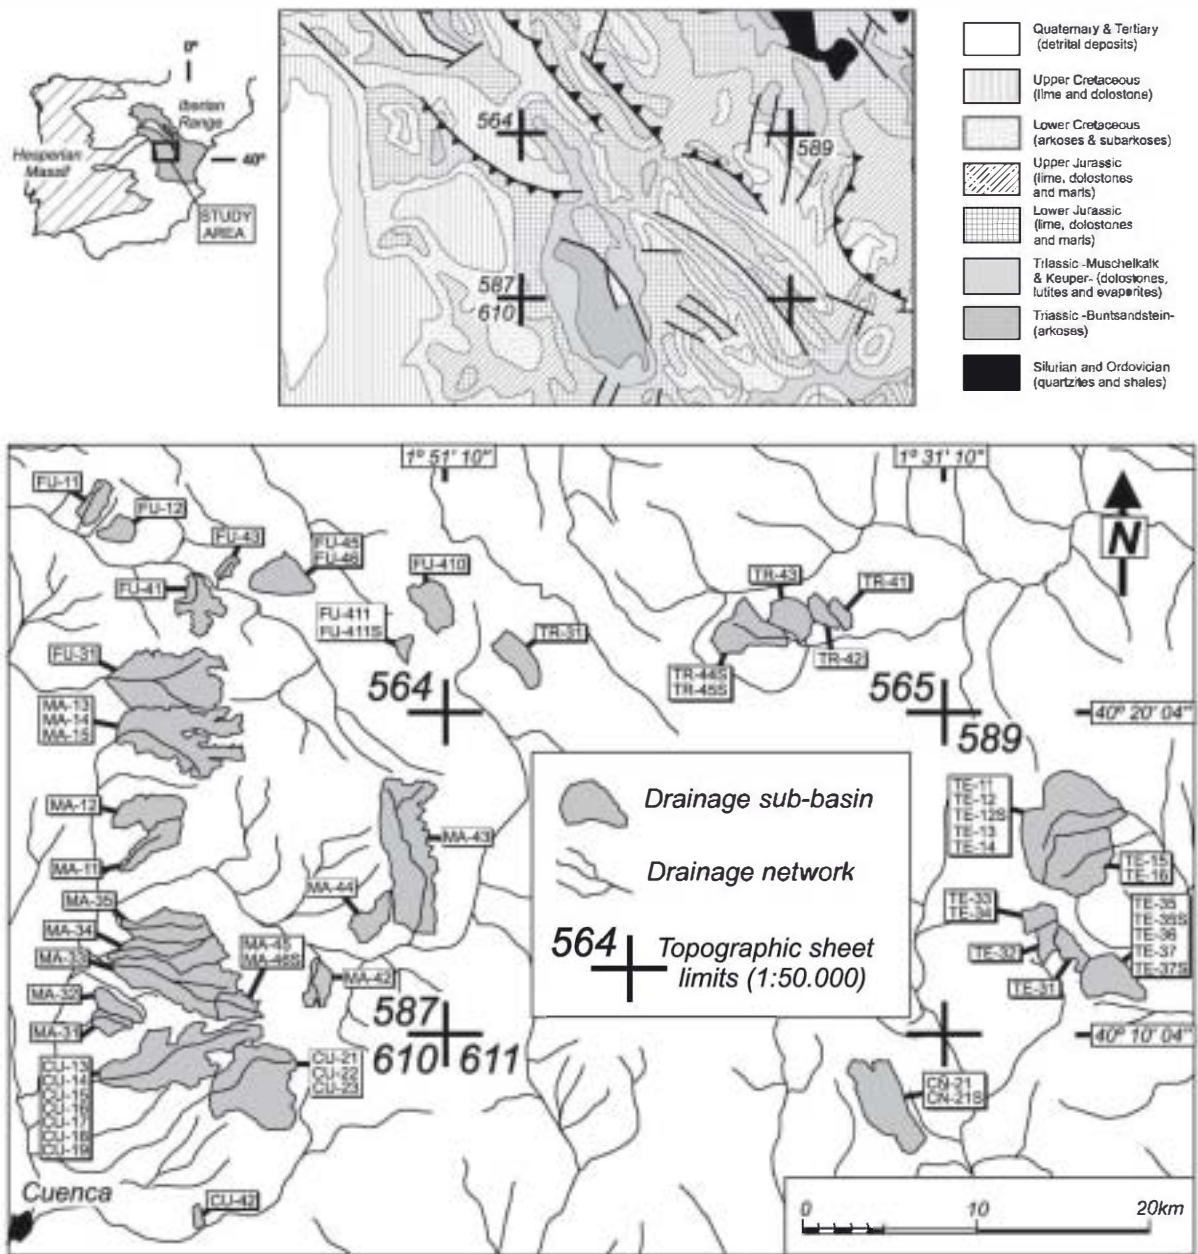 0º
Iberian
Range
Hesperian
Massif
40º
STUDY
AREA
564
589
587
610
Quaternary & Tertiary
(detrital deposits)
Upper Cretaceous
(lime and dolostone)
Lower Cretaceous
(arkoses & subarkoses)
Upper Jurassic
(lime, dolostones
and marls)
Lower Jurassic
(lime, dolostones
and marls)
Triassic -Muschelkalk
& Keuper- (dolostones,
lutites and evaporites)
Triassic -Buntsandstein-
(arkoses)
Silurian and Ordovician
(quartzites and shales)
1º 51' 10"
1º 31' 10"
FU-11
FU-12
FU-43
FU-45
FU-46
FU-410
FU-41
FU-411
FU-411S
TR-31
TR-43
TR-41
TR-42
TR-44S
TR-45S
N
FU-31
MA-13
MA-14
MA-15
564
565
589
40º 20' 04"
MA-12
MA-11
MA-43
MA-44
MA-35
MA-34
MA-33
MA-45
MA-46S
MA-42
MA-32
MA-31
Drainage sub-basin
Drainage network
564
Topographic sheet
limits (1:50.000)
TE-11
TE-12
TE-12S
TE-13
TE-14
TE-15
TE-16
TE-33
TE-34
TE-32
TE-31
TE-35
TE-35S
TE-36
TE-37
TE-37S
587
610
611
40º 10' 04"
CU-13
CU-14
CU-15
CU-16
CU-17
CU-18
CU-19
CU-21
CU-22
CU-23
CN-21
CN-21S
Cuenca
CU-42
0
10
20km